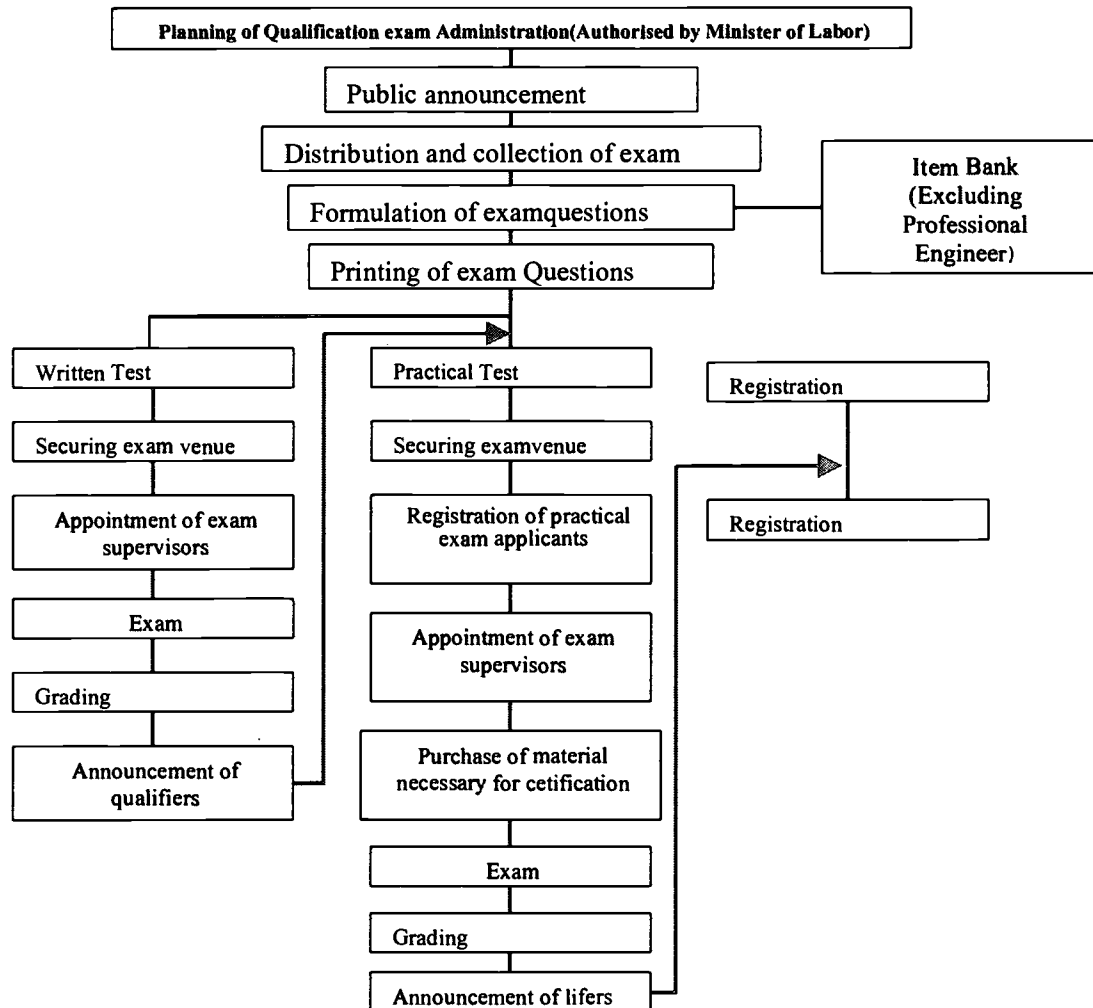 Planning of Qualification exam Administration(Authorised by Minister of Labor)
Public announcement
Distribution and collection of exam
Formulation of examquestions
Item Bank
(Excluding
Professional
Engineer)
Printing of exam Questions
Written Test
Securing exam venue
Appointment of exam
supervisors
Exam
Grading
Announcement of
qualifiers
Practical Test
Securing examvenue
Registration of practical
exam applicants
Appointment of exam
supervisors
Purchase of material
necessary for cetification
Exam
Grading
Announcement of lifers
Registration
Registration